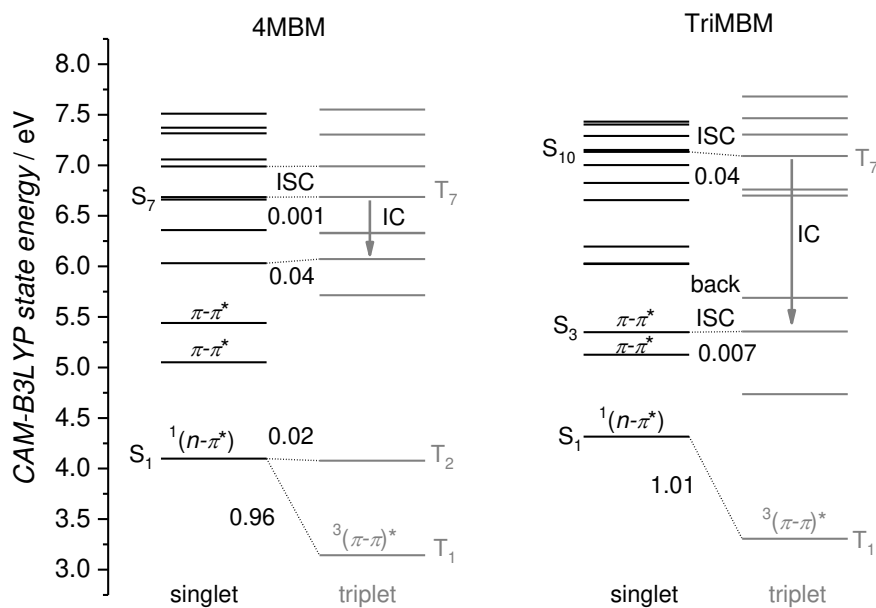 4MBM
TriMBM
CAM-B3LYP state energy / eV
8.0
7.5
7.0
6.5
6.0
5.5
5.0
4.5
4.0
3.5
3.0
S₇
ISC
0.001
T₇
IC
0.04
π-π*
π-π*
¹(n-π*)
S₁
0.02
T₂
0.96
³(π-π)*
T₁
singlet
triplet
S₁₀
ISC
0.04
T₇
IC
back
ISC
S₃
π-π*
π-π*
0.007
¹(n-π*)
S₁
1.01
³(π-π)*
T₁
singlet
triplet